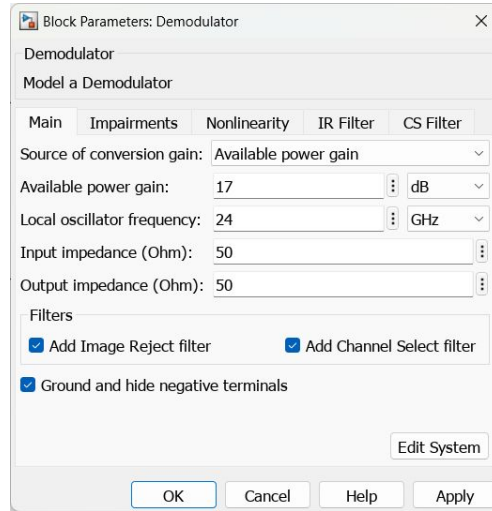 Block Parameters: Demodulator
Demodulator
Model a Demodulator
Main Impairments Nonlinearity IR Filter CS Filter
Source of conversion gain: Available power gain
Available power gain: 17 dB
Local oscillator frequency: 24 GHz
Input impedance (Ohm): 50
Output impedance (Ohm): 50
Filters
Add Image Reject filter Add Channel Select filter
Ground and hide negative terminals
Edit System
OK Cancel Help Apply